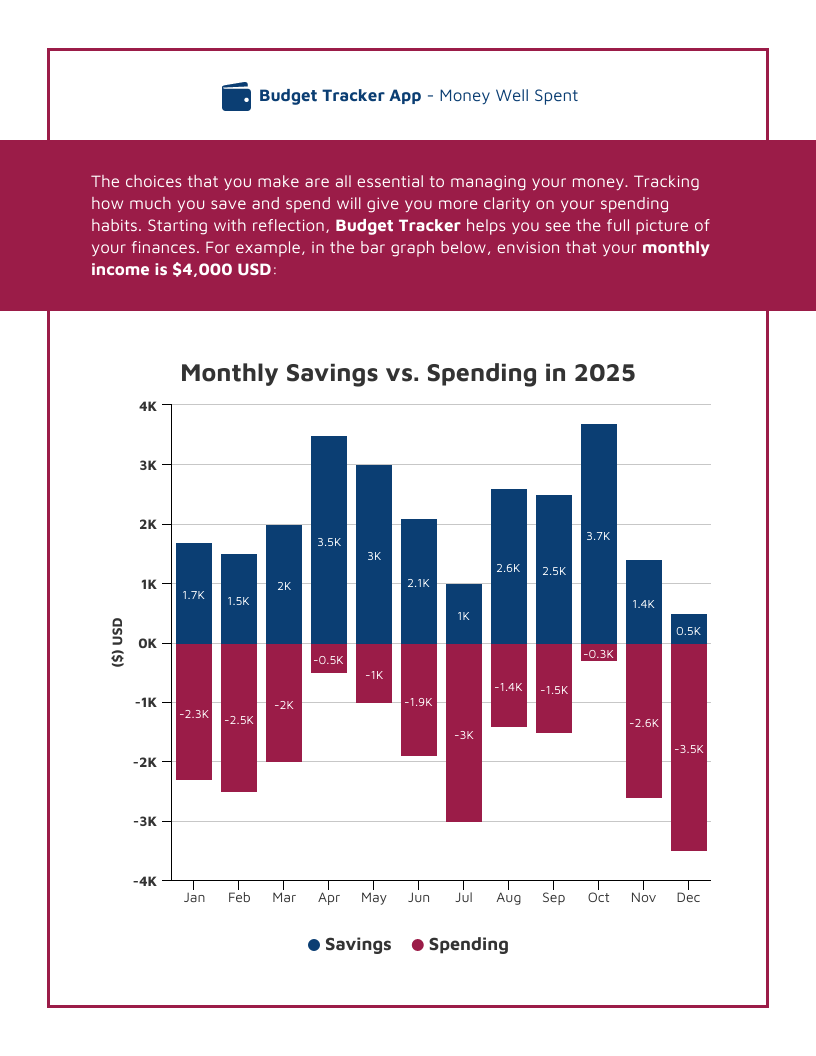 Budget Tracker App - Money Well Spent
The choices that you make are all essential to managing your money. Tracking
how much you save and spend will give you more clarity on your spending
habits. Starting with reflection, Budget Tracker helps you see the full picture of
your finances. For example, in the bar graph below, envision that your monthly
income is $4,000 USD:
Monthly Savings vs. Spending in 2025
($) USD
4K
3K
2K
1K
0K
-1K
-2K
-3K
-4K
1.7K
1.5K
2K
3.5K
3K
2.1K
1K
2.6K
2.5K
3.7K
1.4K
0.5K
-2.3K
-2.5K
-2K
-0.5K
-1K
-1.9K
-3K
-1.4K
-1.5K
-0.3K
-2.6K
-3.5K
Jan Feb Mar Apr May Jun Jul Aug Sep Oct Nov Dec
Savings Spending